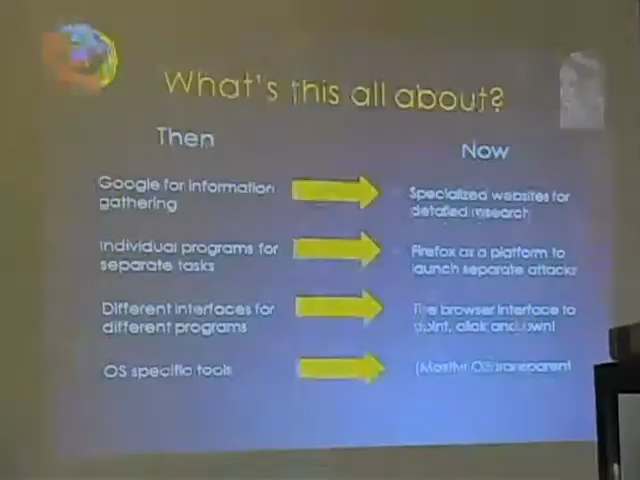 What's this all about?
Then
Now
Google for information
gathering
Specialized websites for
detailed research
Individual programs for
separate tasks
Firefox as a platform to
launch separate attacks
Different interfaces for
different programs
The browser interface to
point, click and pwn!
OS specific tools
(Mostly) OS transparent